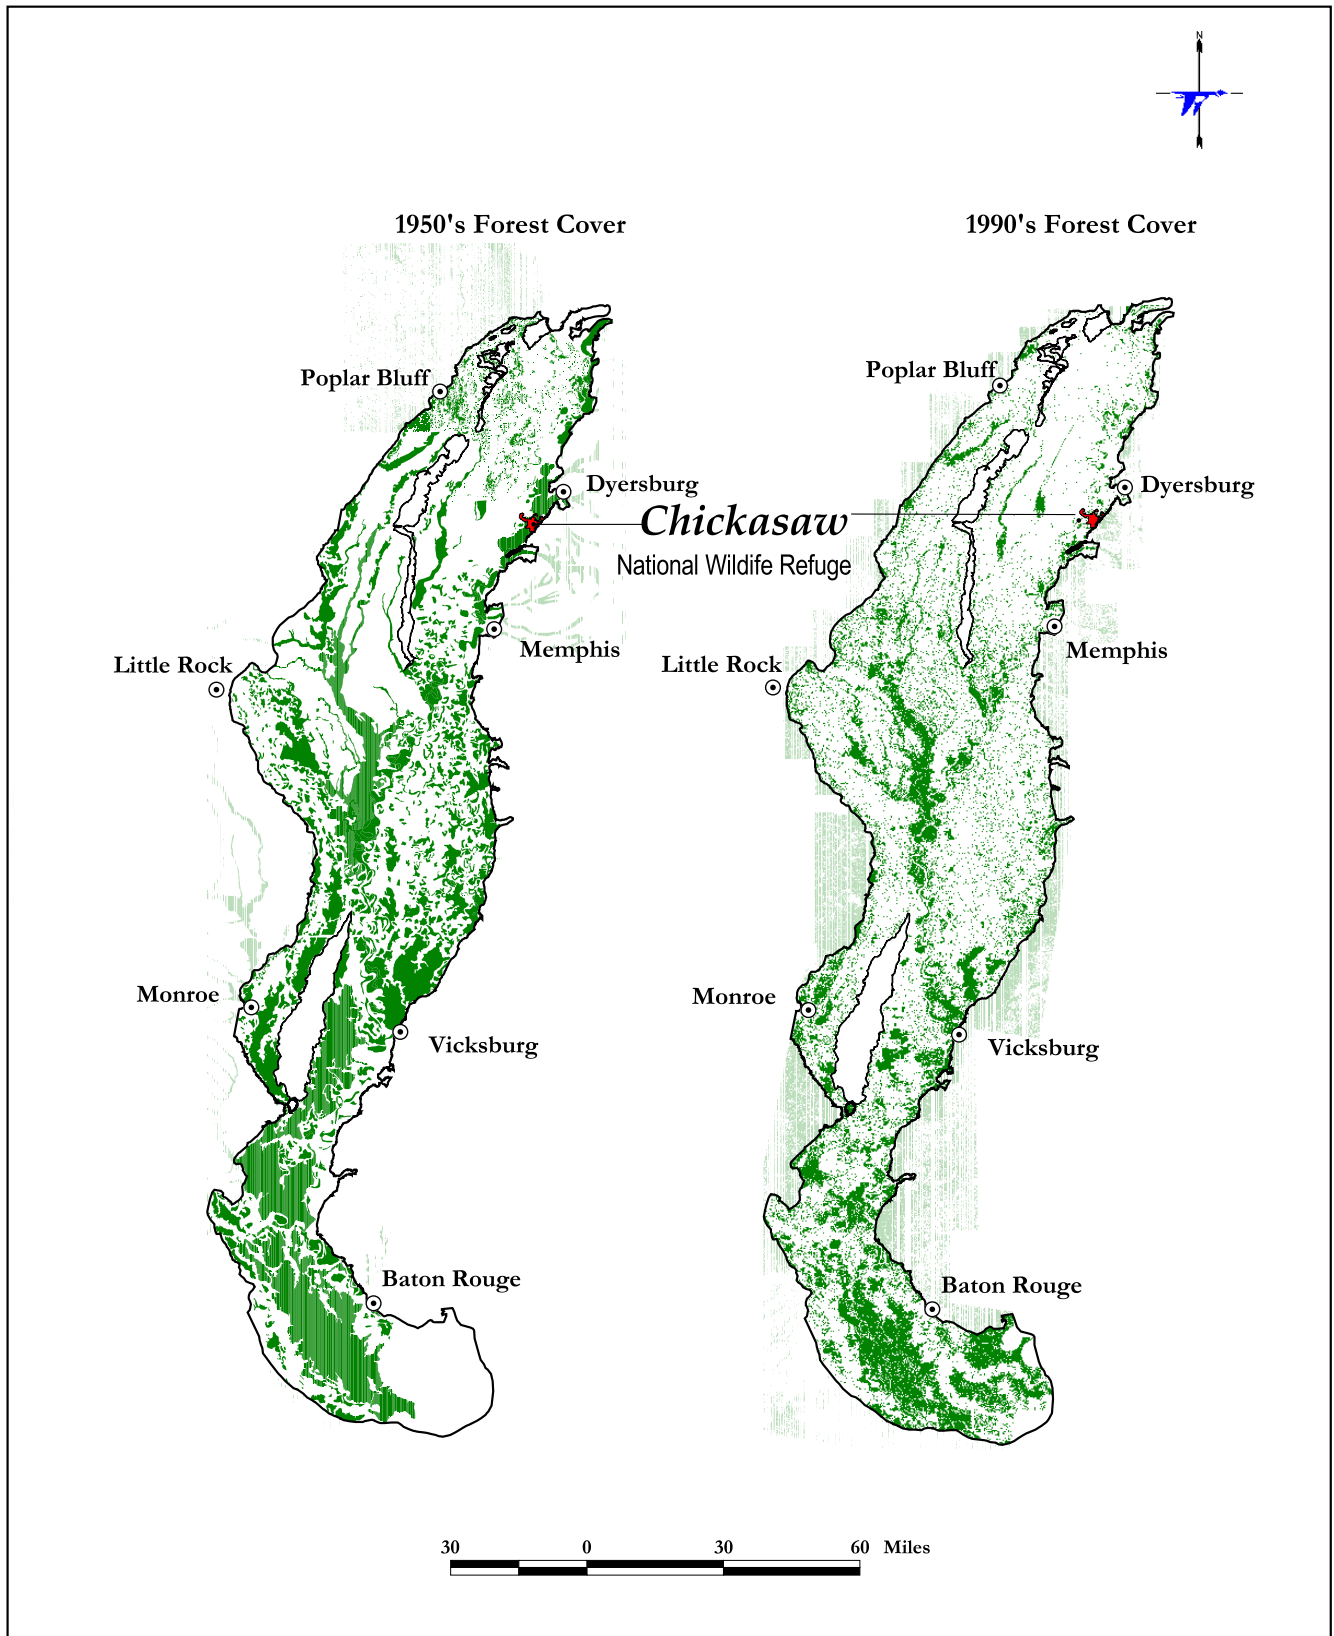 N
1950's Forest Cover
1990's Forest Cover
Poplar Bluff
Poplar Bluff
Dyersburg
Dyersburg
Chickasaw
National Wildife Refuge
Memphis
Memphis
Little Rock
Little Rock
Monroe
Monroe
Vicksburg
Vicksburg
Baton Rouge
Baton Rouge
30 0 30 60 Miles